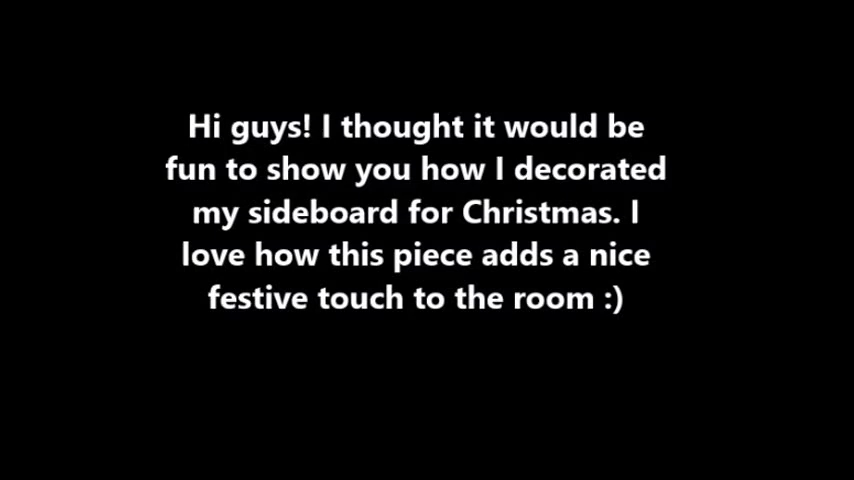 Hi guys! I thought it would be
fun to show you how I decorated
my sideboard for Christmas. I
love how this piece adds a nice
festive touch to the room :)